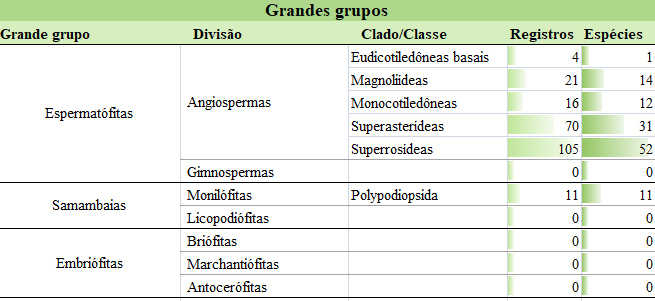 Grandes grupos
Grande grupo Divisão Clado/Classe Registros Espécies
Eudicotiledôneas basais 4 1
Magnoliídeas 21 14
Espermatófitas Angiospermas Monocotiledôneas 16 12
Superasterídeas 70 31
Superrosídeas 105 52
Gimnospermas 0 0
Samambaias Monilófitas Polypodiopsida 11 11
Licopodiófitas 0 0
Briófitas 0 0
Embriófitas Marchantiófitas 0 0
Antocerófitas 0 0